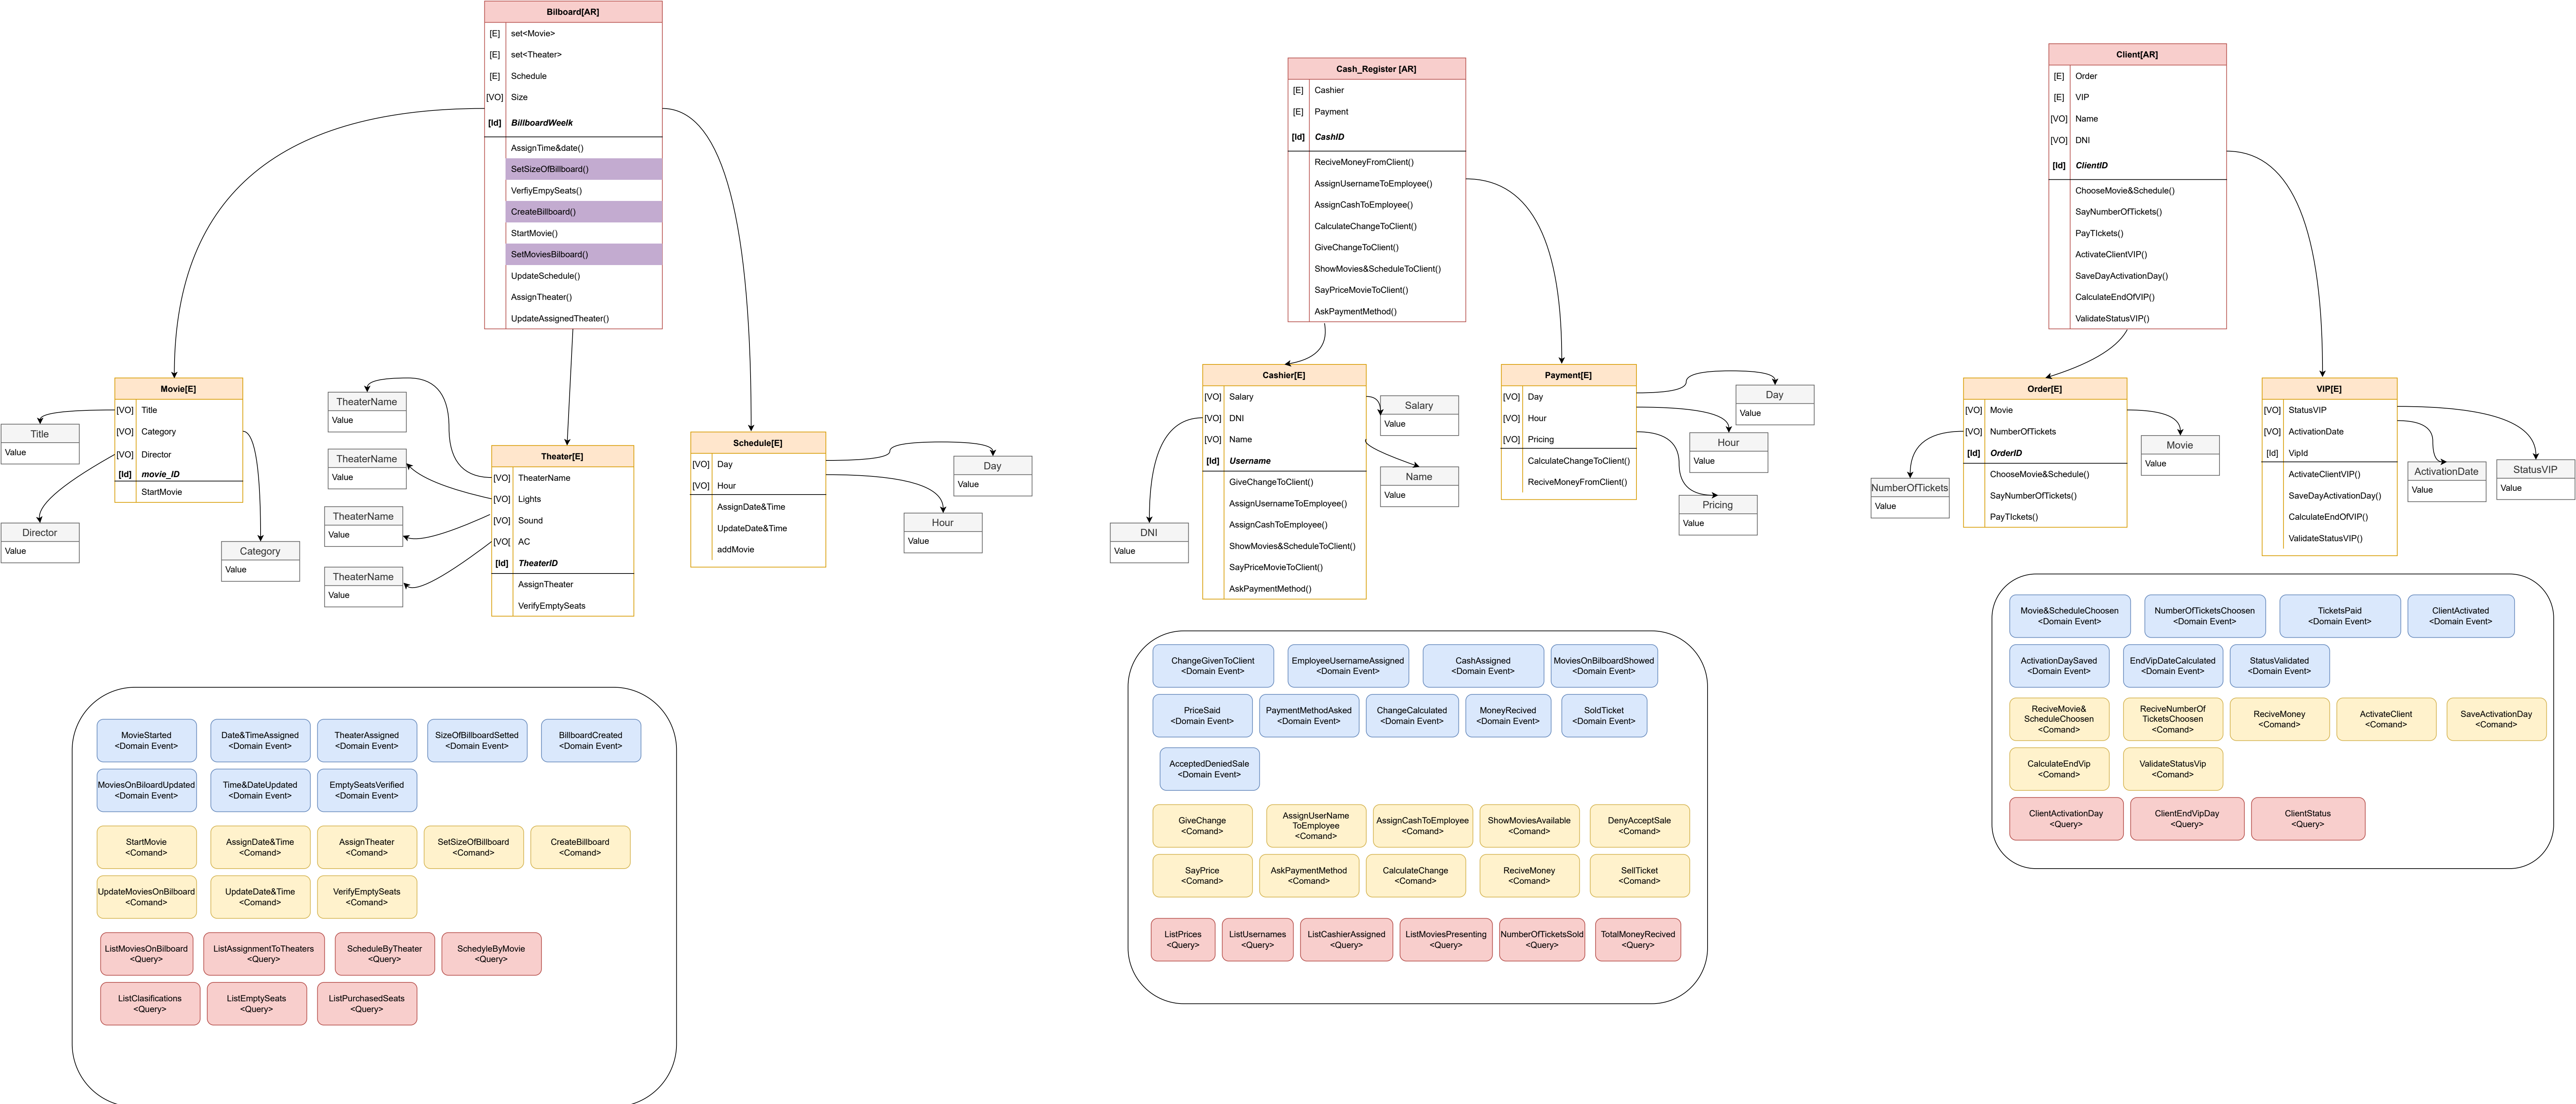 Bilboard[AR]
[E] set<Movie>
[E] set<Theater>
[E] Schedule
[VO] Size
[Id] BillboardWeelk
AssignTime&date()
SetSizeOfBillboard()
VerfiyEmpySeats()
CreateBillboard()
StartMovie()
SetMoviesBilboard()
UpdateSchedule()
AssignTheater()
UpdateAssignedTheater()
Movie[E]
[VO] Title
[VO] Category
[VO] Director
[Id] movie_ID
StartMovie
Title
Value
Director
Value
Category
Value
TheaterName
Value
TheaterName
Value
TheaterName
Value
TheaterName
Value
Theater[E]
[VO] TheaterName
[VO] Lights
[VO] Sound
[VO[ AC
[Id] TheaterID
AssignTheater
VerifyEmptySeats
Schedule[E]
[VO] Day
[VO] Hour
AssignDate&Time
UpdateDate&Time
addMovie
Day
Value
Hour
Value
MovieStarted
<Domain Event>
Date&TimeAssigned
<Domain Event>
TheaterAssigned
<Domain Event>
SizeOfBillboardSetted
<Domain Event>
BillboardCreated
<Domain Event>
MoviesOnBiloardUpdated
<Domain Event>
Time&DateUpdated
<Domain Event>
EmptySeatsVerified
<Domain Event>
StartMovie
<Comand>
AssignDate&Time
<Comand>
AssignTheater
<Comand>
SetSizeOfBillboard
<Comand>
CreateBillboard
<Comand>
UpdateMoviesOnBilboard
<Comand>
UpdateDate&Time
<Comand>
VerifyEmptySeats
<Comand>
ListMoviesOnBilboard
<Query>
ListAssignmentToTheaters
<Query>
ScheduleByTheater
<Query>
SchedyleByMovie
<Query>
ListClasifications
<Query>
ListEmptySeats
<Query>
ListPurchasedSeats
<Query>
Cash_Register [AR]
[E] Cashier
[E] Payment
[Id] CashID
ReciveMoneyFromClient()
AssignUsernameToEmployee()
AssignCashToEmployee()
CalculateChangeToClient()
GiveChangeToClient()
ShowMovies&ScheduleToClient()
SayPriceMovieToClient()
AskPaymentMethod()
Cashier[E]
[VO] Salary
[VO] DNI
[VO] Name
[Id] Username
GiveChangeToClient()
AssignUsernameToEmployee()
AssignCashToEmployee()
ShowMovies&ScheduleToClient()
SayPriceMovieToClient()
AskPaymentMethod()
Salary
Value
Name
Value
DNI
Value
Payment[E]
[VO] Day
[VO] Hour
[VO] Pricing
CalculateChangeToClient()
ReciveMoneyFromClient()
Day
Value
Hour
Value
Pricing
Value
ChangeGivenToClient
<Domain Event>
EmployeeUsernameAssigned
<Domain Event>
CashAssigned
<Domain Event>
MoviesOnBilboardShowed
<Domain Event>
PriceSaid
<Domain Event>
PaymentMethodAsked
<Domain Event>
ChangeCalculated
<Domain Event>
MoneyRecived
<Domain Event>
SoldTicket
<Domain Event>
AcceptedDeniedSale
<Domain Event>
GiveChange
<Comand>
AssignUserName
ToEmployee
<Comand>
AssignCashToEmployee
<Comand>
ShowMoviesAvailable
<Comand>
DenyAcceptSale
<Comand>
SayPrice
<Comand>
AskPaymentMethod
<Comand>
CalculateChange
<Comand>
ReciveMoney
<Comand>
SellTicket
<Comand>
ListPrices
<Query>
ListUsernames
<Query>
ListCashierAssigned
<Query>
ListMoviesPresenting
<Query>
NumberOfTicketsSold
<Query>
TotalMoneyRecived
<Query>
Client[AR]
[E] Order
[E] VIP
[VO] Name
[VO] DNI
[Id] ClientID
ChooseMovie&Schedule()
SayNumberOfTickets()
PayTIckets()
ActivateClientVIP()
SaveDayActivationDay()
CalculateEndOfVIP()
ValidateStatusVIP()
Order[E]
[VO] Movie
[VO] NumberOfTickets
[Id] OrderID
ChooseMovie&Schedule()
SayNumberOfTickets()
PayTIckets()
NumberOfTickets
Value
Movie
Value
VIP[E]
[VO] StatusVIP
[VO] ActivationDate
[Id] VipId
ActivateClientVIP()
SaveDayActivationDay()
CalculateEndOfVIP()
ValidateStatusVIP()
ActivationDate
Value
StatusVIP
Value
Movie&ScheduleChoosen
<Domain Event>
NumberOfTicketsChoosen
<Domain Event>
TicketsPaid
<Domain Event>
ClientActivated
<Domain Event>
ActivationDaySaved
<Domain Event>
EndVipDateCalculated
<Domain Event>
StatusValidated
<Domain Event>
ReciveMovie&
ScheduleChoosen
<Comand>
ReciveNumberOf
TicketsChoosen
<Comand>
ReciveMoney
<Comand>
ActivateClient
<Comand>
SaveActivationDay
<Comand>
CalculateEndVip
<Comand>
ValidateStatusVip
<Comand>
ClientActivationDay
<Query>
ClientEndVipDay
<Query>
ClientStatus
<Query>